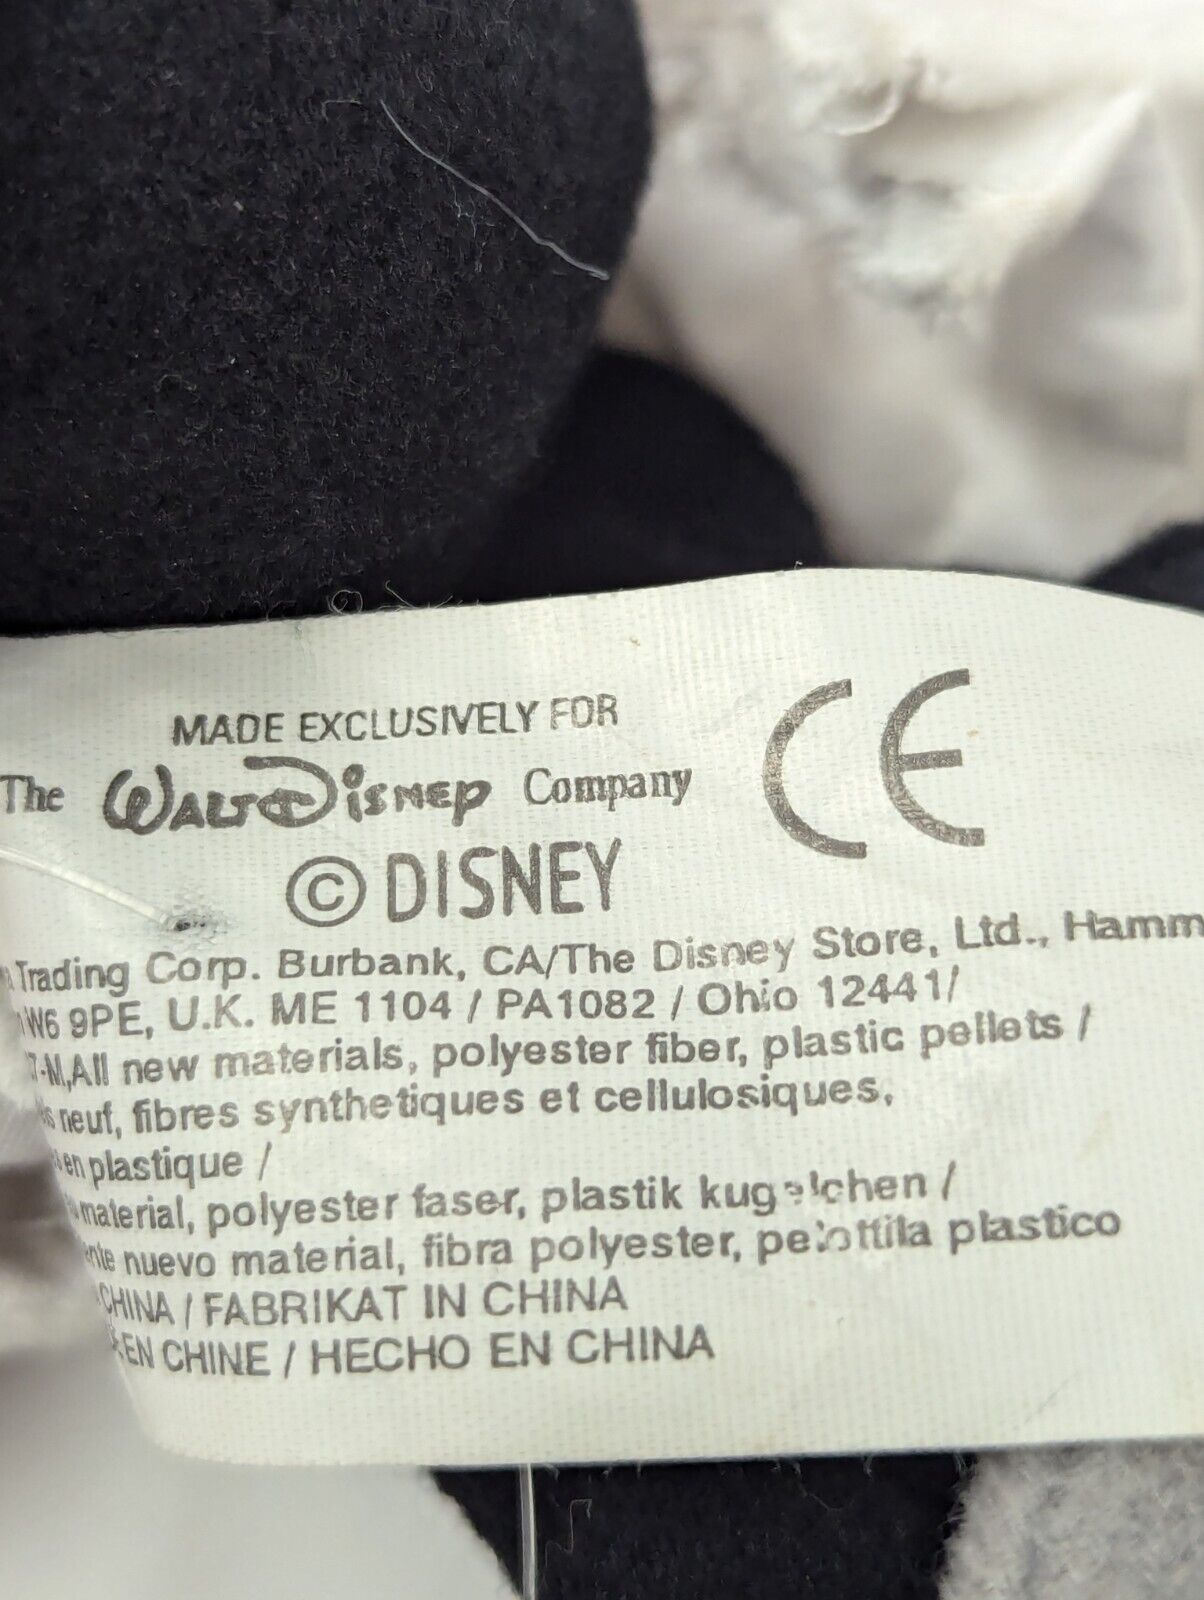 MADE EXCLUSIVELY FOR
The WALT DISNEY Company
CE
© DISNEY
Trading Corp. Burbank, CA/The Disney Store, Ltd., Hamm
W6 9PE, U.K. ME 1104 / PA1082 / Ohio 12441/
7-M,All new materials, polyester fiber, plastic pellets /
neuf, fibres synthetiques et cellulosiques,
en plastique /
material, polyester faser, plastik kugelchen /
nuevo material, fibra polyester, pelottila plastico
CHINA / FABRIKAT IN CHINA
EN CHINE / HECHO EN CHINA